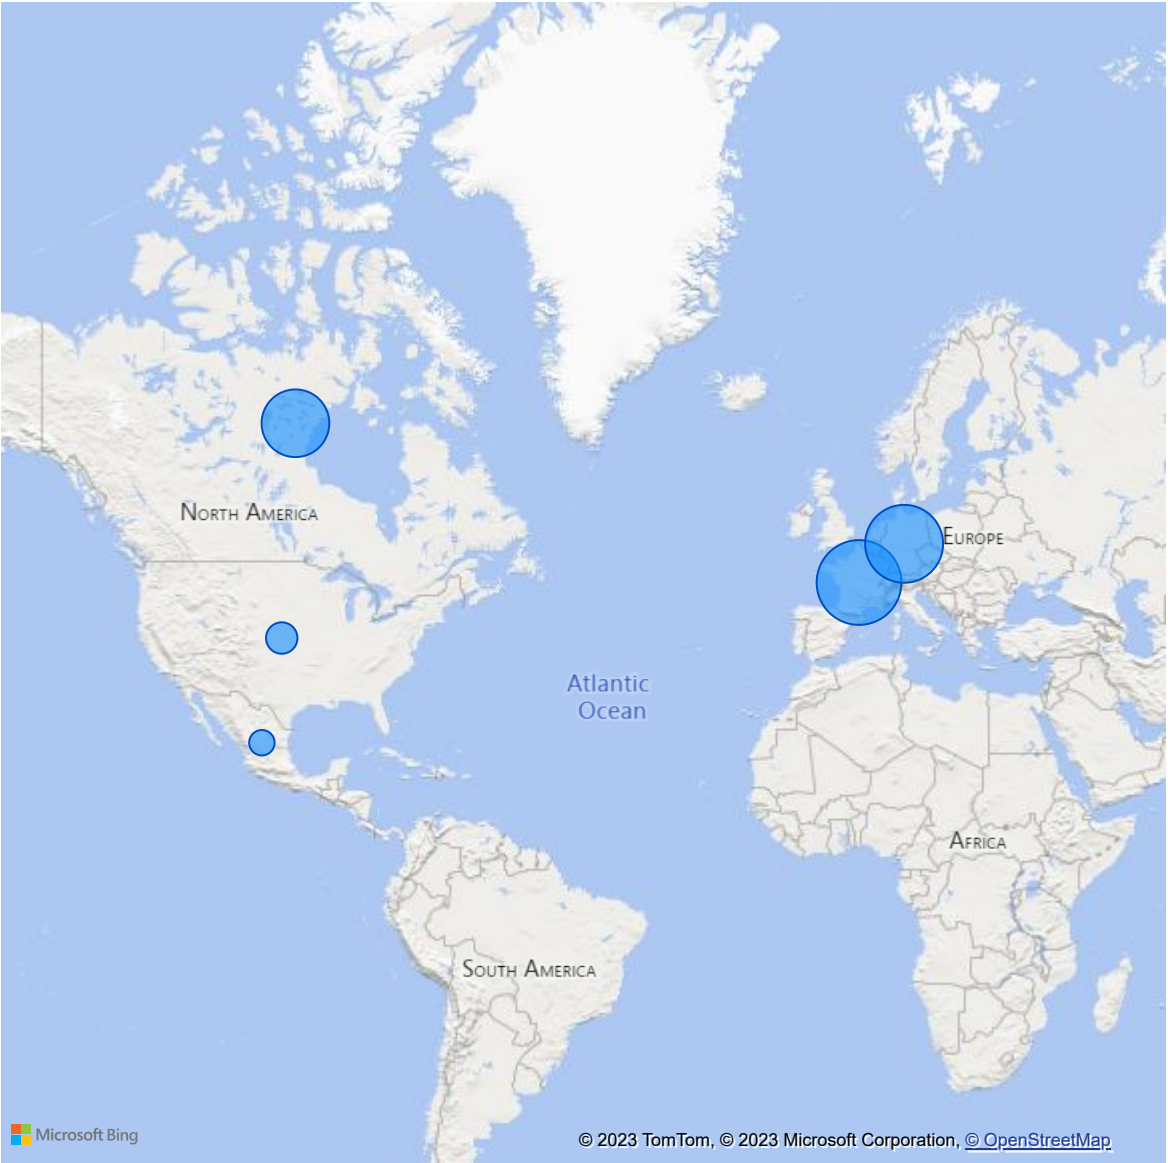 NORTH AMERICA
EUROPE
Atlantic
Ocean
AFRICA
SOUTH AMERICA
Microsoft Bing
© 2023 TomTom, © 2023 Microsoft Corporation, © OpenStreetMap